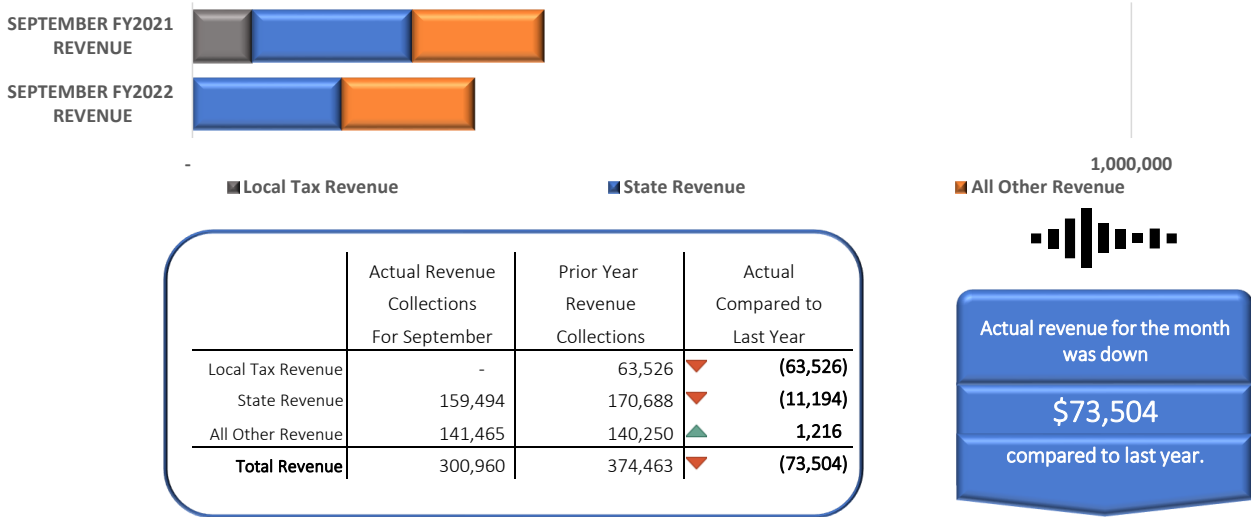 SEPTEMBER FY2021
REVENUE
SEPTEMBER FY2022
REVENUE
- 1,000,000
Local Tax Revenue State Revenue All Other Revenue
Actual Revenue Prior Year Actual
Collections Revenue Compared to
For September Collections Last Year
Local Tax Revenue - 63,526 (63,526)
State Revenue 159,494 170,688 (11,194)
All Other Revenue 141,465 140,250 1,216
Total Revenue 300,960 374,463 (73,504)
Actual revenue for the month
was down
$73,504
compared to last year.